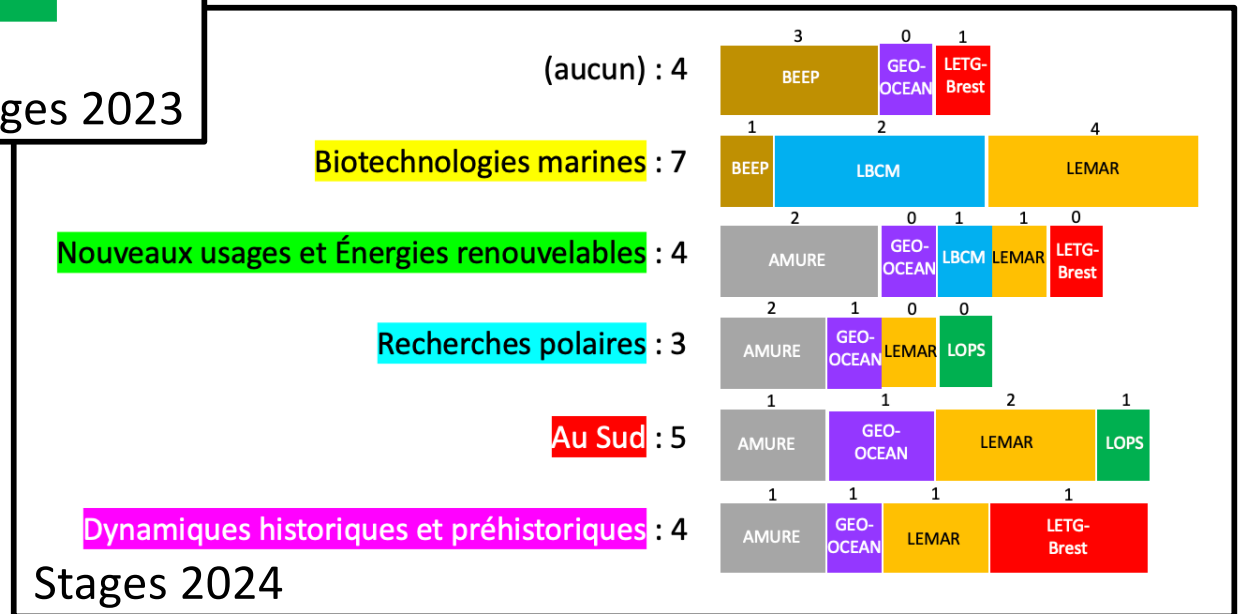 ges 2023
(aucun) : 4
3 0 1
BEEP GEO-OCEAN LETG-Brest
Biotechnologies marines : 7
1 2 4
BEEP LBCM LEMAR
Nouveaux usages et Énergies renouvelables : 4
2 0 1 1 0
AMURE GEO-OCEAN LBCM LEMAR LETG-Brest
Recherches polaires : 3
2 1 0 0
AMURE GEO-OCEAN LEMAR LOPS
Au Sud : 5
1 1 2 1
AMURE GEO-OCEAN LEMAR LOPS
Dynamiques historiques et préhistoriques : 4
1 1 1 1
AMURE GEO-OCEAN LEMAR LETG-Brest
Stages 2024